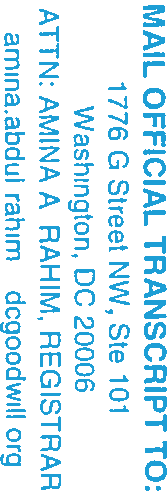 MAIL OFFICIAL TRANSCRIPT TO:
1776 G Street NW, Ste 101
Washington, DC 20006
ATTN: AMINA A RAHIM, REGISTRAR
amina.abdul rahim dcgoodwill org